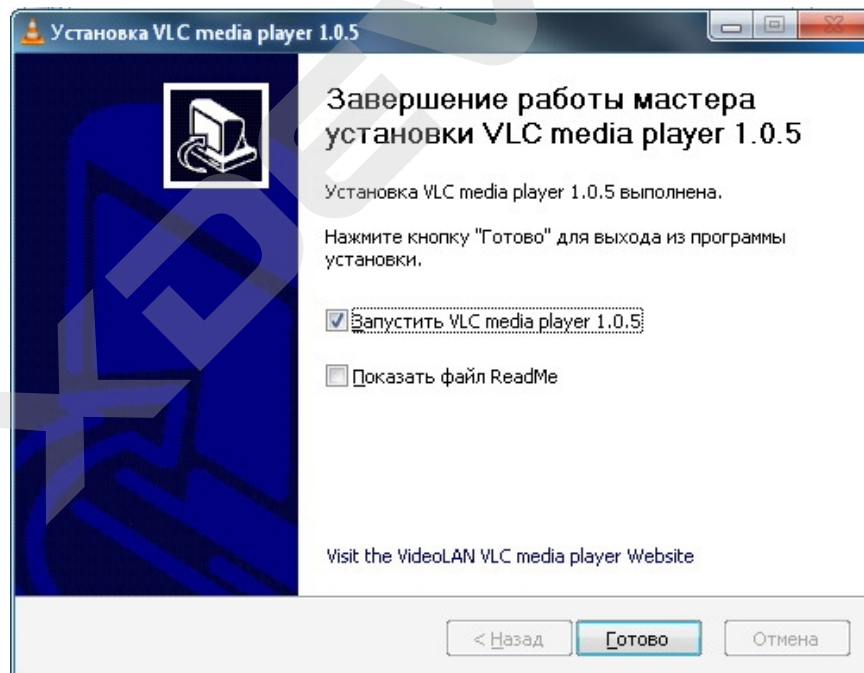 Установка VLC media player 1.0.5
Завершение работы мастера
установки VLC media player 1.0.5
Установка VLC media player 1.0.5 выполнена.
Нажмите кнопку "Готово" для выхода из программы
установки.
Запустить VLC media player 1.0.5
Показать файл ReadMe
Visit the VideoLAN VLC media player Website
< Назад Готово Отмена
XDEV